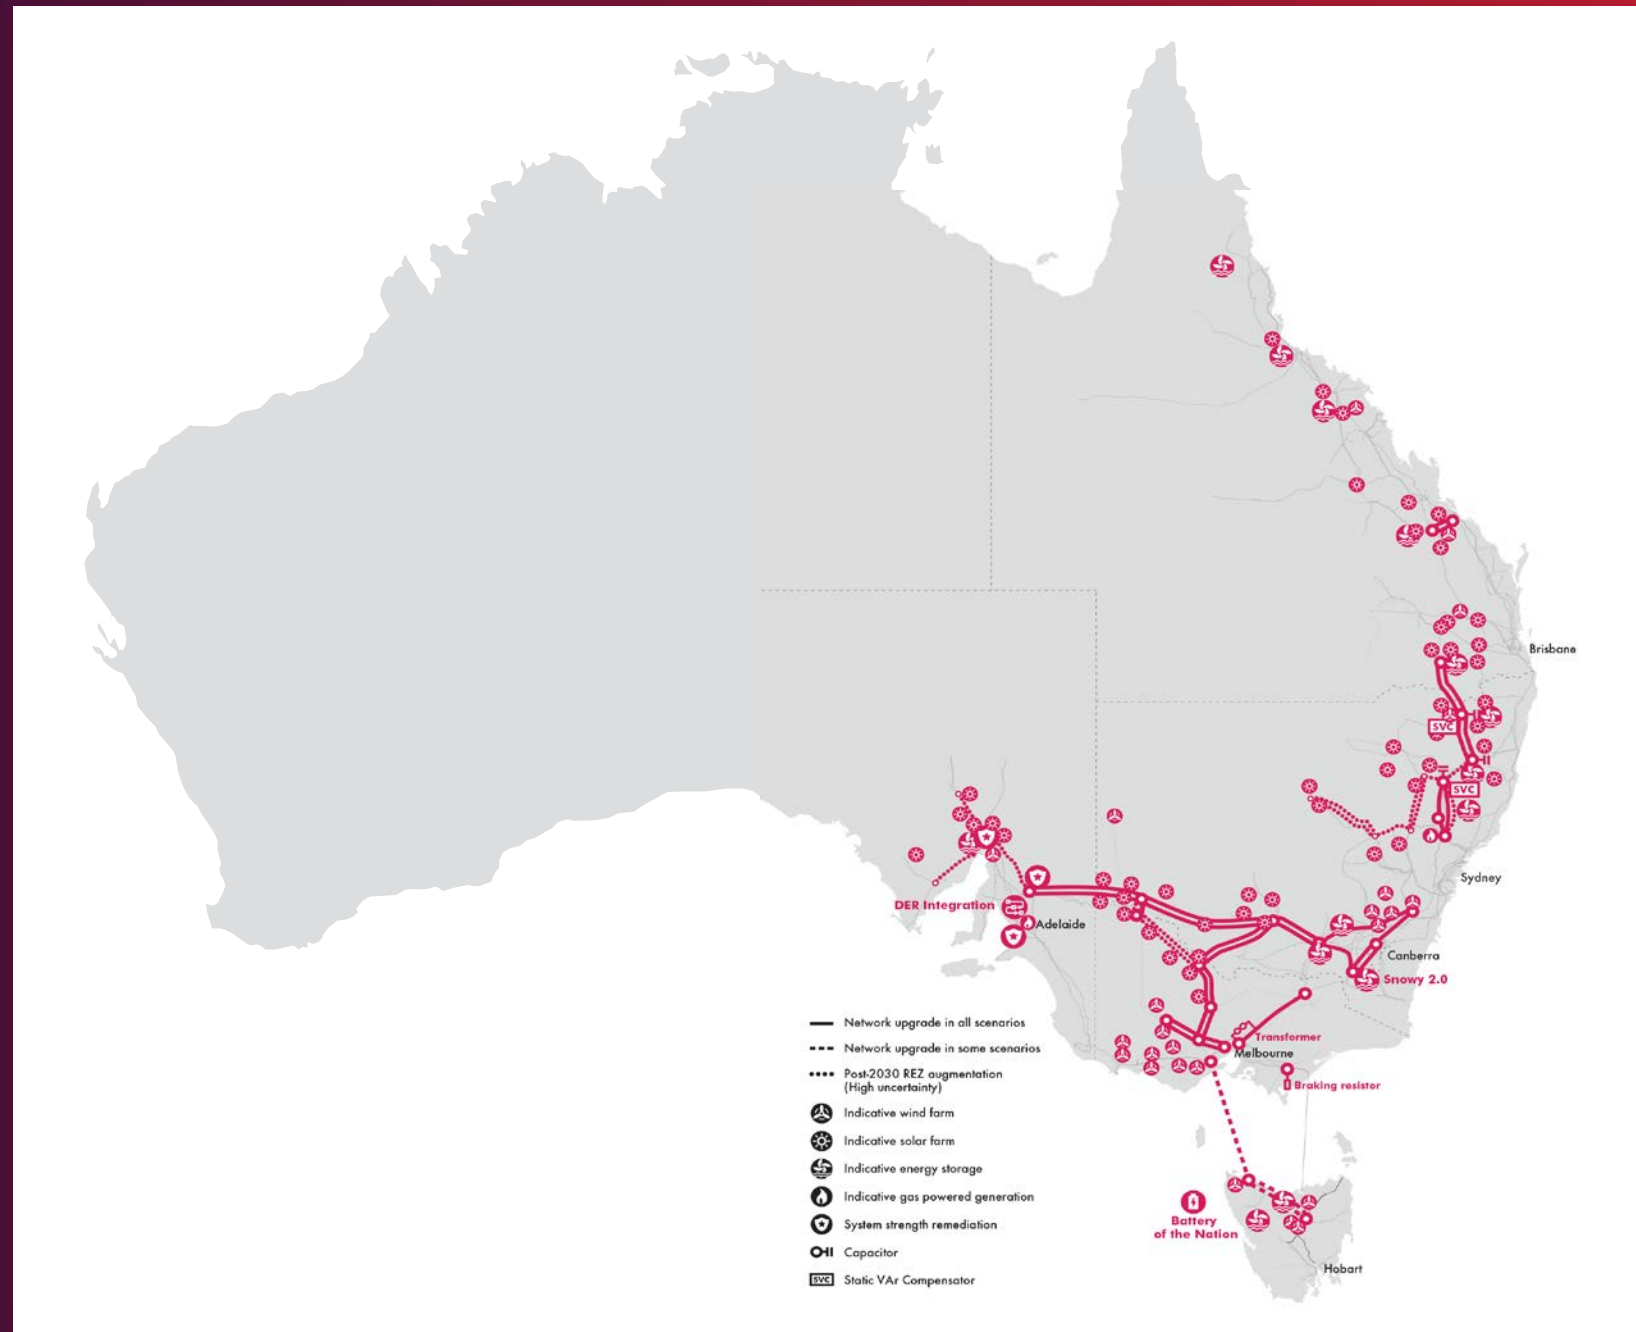 Brisbane
SVC
SVC
Sydney
DER Integration
Adelaide
Canberra
Snowy 2.0
Transformer
Melbourne
Braking resistor
Battery
of the Nation
Hobart
Network upgrade in all scenarios
Network upgrade in some scenarios
Post-2030 REZ augmentation
(High uncertainty)
Indicative wind farm
Indicative solar farm
Indicative energy storage
Indicative gas powered generation
System strength remediation
Capacitor
SVC Static VAr Compensator